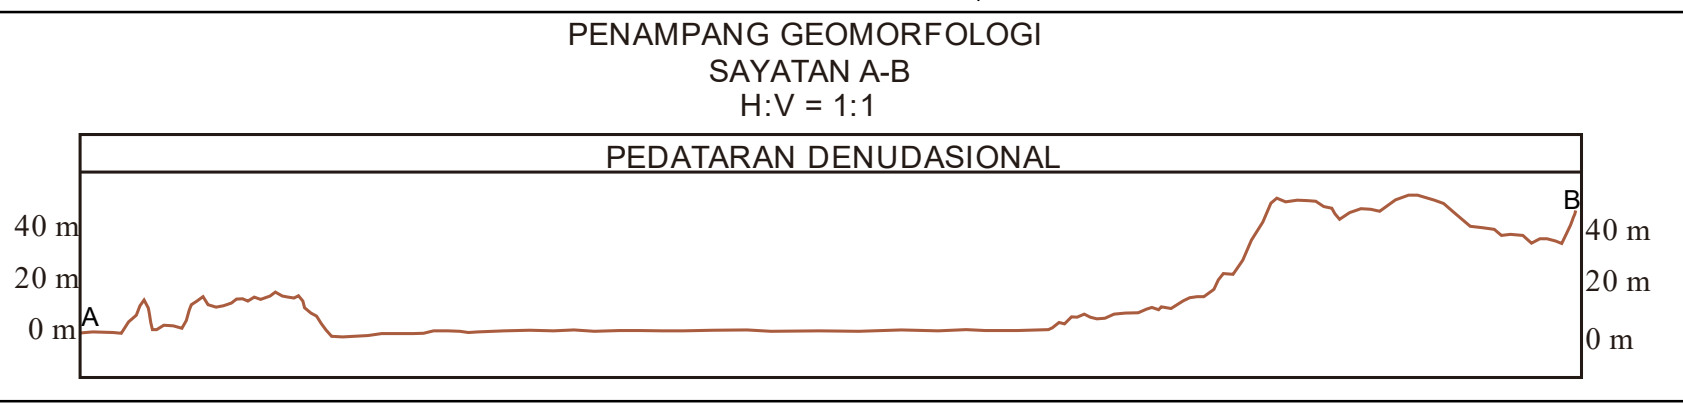 PENAMPANG GEOMORFOLOGI
SAYATAN A-B
H:V = 1:1
PEDATARAN DENUDASIONAL
B
40 m 40 m
20 m 20 m
A
0 m 0 m